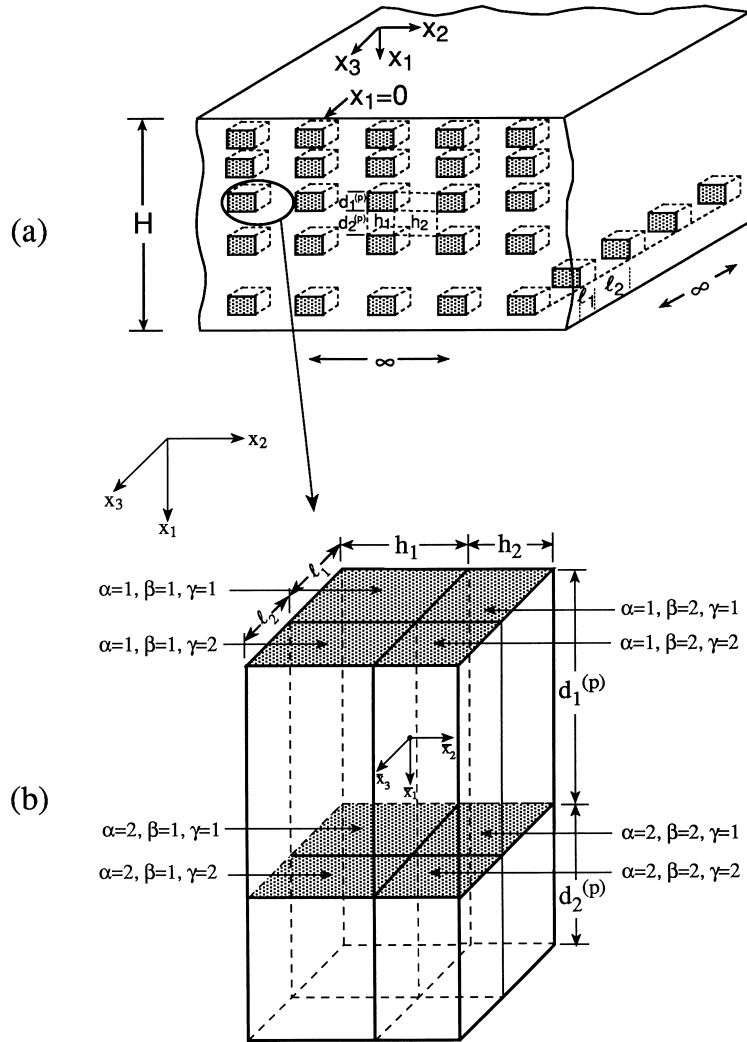 x₂
x₃
x₁
x₁=0
(a)
H
d₁⁽ᵖ⁾
d₂⁽ᵖ⁾ h₁ h₂
ℓ₁ ℓ₂
∞
∞
x₂
x₃
x₁
h₁ h₂
ℓ₁
ℓ₂
α=1, β=1, γ=1
α=1, β=2, γ=1
α=1, β=1, γ=2
α=1, β=2, γ=2
d₁⁽ᵖ⁾
x̄₂
x̄₃
x̄₁
(b)
α=2, β=1, γ=1
α=2, β=2, γ=1
α=2, β=1, γ=2
α=2, β=2, γ=2
d₂⁽ᵖ⁾